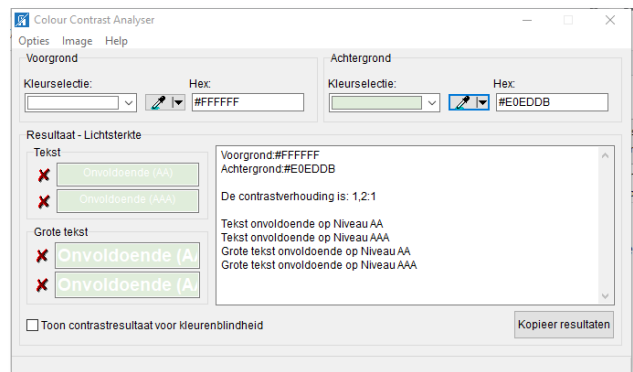 Colour Contrast Analyser
Opties Image Help
Voorgrond
Achtergrond
Kleurselectie: Hex:
#FFFFFF
Kleurselectie: Hex:
#E0EDDB
Resultaat - Lichtsterkte
Tekst
Onvoldoende (AA)
Onvoldoende (AAA)
Grote tekst
Onvoldoende (A
Onvoldoende (A
Voorgrond:#FFFFFF
Achtergrond:#E0EDDB
De contrastverhouding is: 1,2:1
Tekst onvoldoende op Niveau AA
Tekst onvoldoende op Niveau AAA
Grote tekst onvoldoende op Niveau AA
Grote tekst onvoldoende op Niveau AAA
Toon contrastresultaat voor kleurenblindheid
Kopieer resultaten